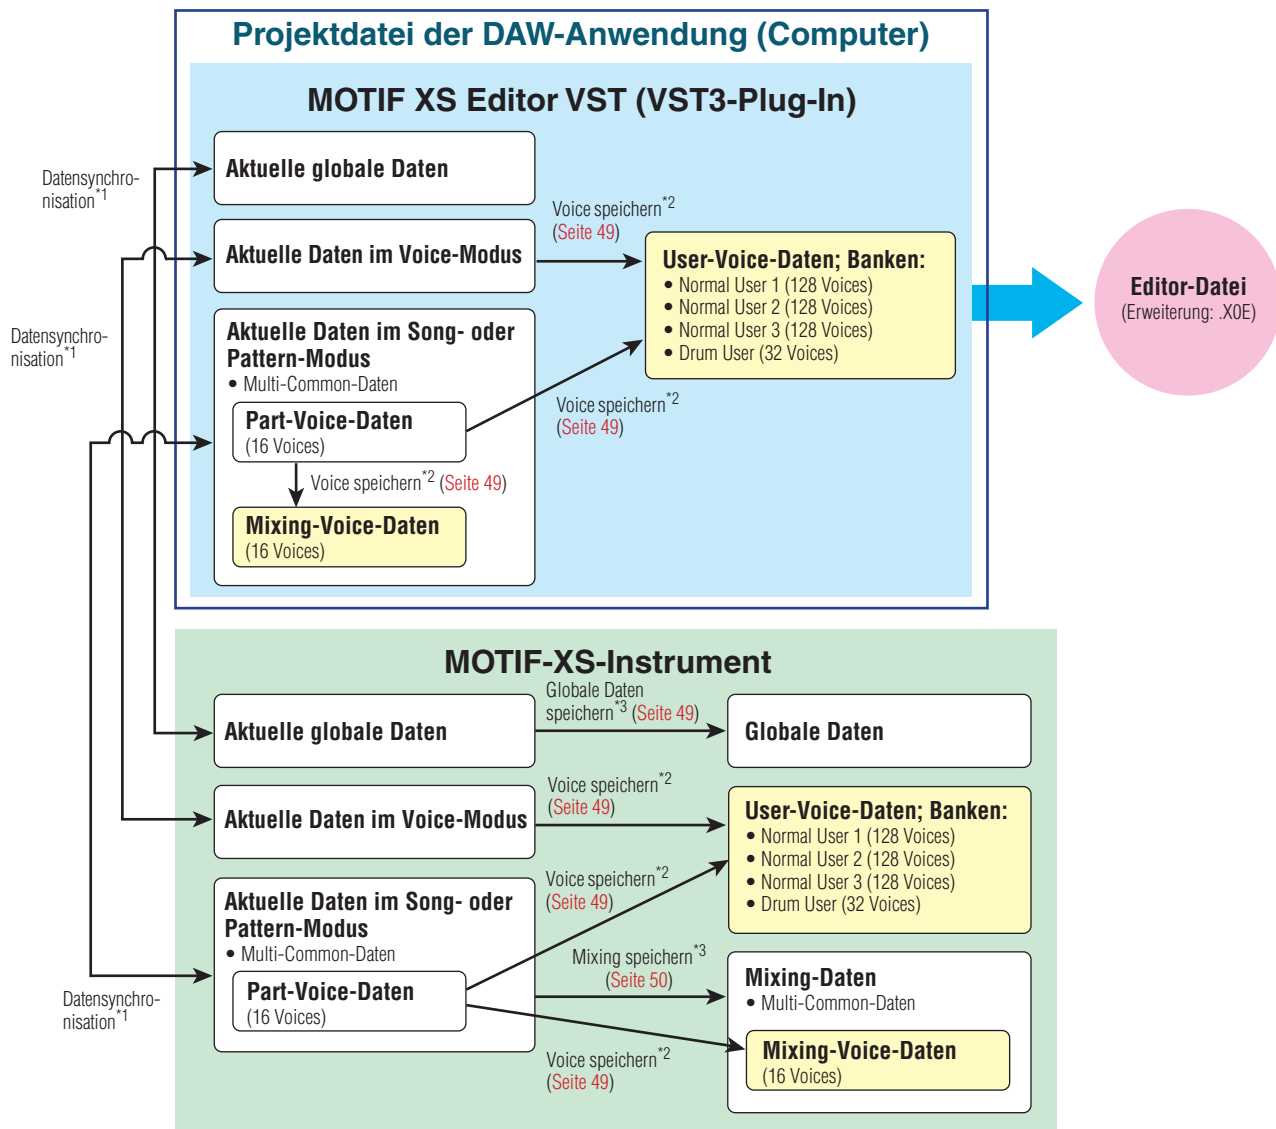 Projektdatei der DAW-Anwendung (Computer)
MOTIF XS Editor VST (VST3-Plug-In)
Aktuelle globale Daten
Datensynchro-
nisation*1
Voice speichern*2
(Seite 49)
Aktuelle Daten im Voice-Modus
User-Voice-Daten; Banken:
• Normal User 1 (128 Voices)
• Normal User 2 (128 Voices)
• Normal User 3 (128 Voices)
• Drum User (32 Voices)
Editor-Datei
(Erweiterung: .X0E)
Datensynchro-
nisation*1
Aktuelle Daten im Song- oder
Pattern-Modus
• Multi-Common-Daten
Part-Voice-Daten
(16 Voices)
Voice speichern*2
(Seite 49)
Voice speichern*2 (Seite 49)
Mixing-Voice-Daten
(16 Voices)
MOTIF-XS-Instrument
Aktuelle globale Daten
Globale Daten
speichern*3 (Seite 49)
Globale Daten
Aktuelle Daten im Voice-Modus
Voice speichern*2
(Seite 49)
User-Voice-Daten; Banken:
• Normal User 1 (128 Voices)
• Normal User 2 (128 Voices)
• Normal User 3 (128 Voices)
• Drum User (32 Voices)
Aktuelle Daten im Song- oder
Pattern-Modus
• Multi-Common-Daten
Part-Voice-Daten
(16 Voices)
Voice speichern*2
(Seite 49)
Mixing speichern*3
(Seite 50)
Mixing-Daten
• Multi-Common-Daten
Mixing-Voice-Daten
(16 Voices)
Datensynchro-
nisation*1
Voice speichern*2
(Seite 49)